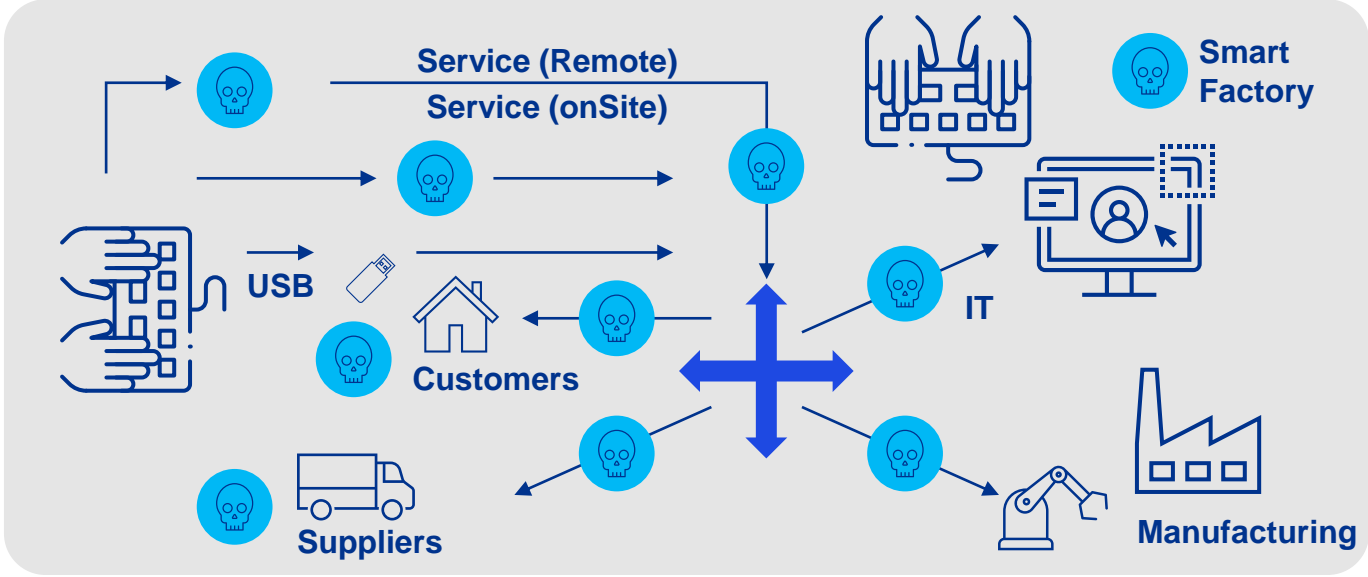 Service (Remote)
Service (onSite)
Smart
Factory
USB
IT
Customers
Suppliers
Manufacturing